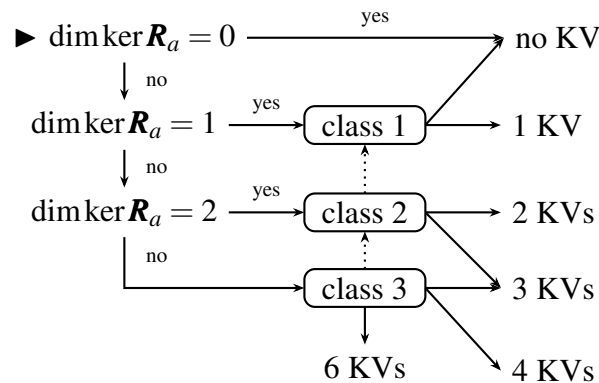 ▶ dim ker R_a = 0 yes no KV
no
dim ker R_a = 1 yes class 1 1 KV
no
dim ker R_a = 2 yes class 2 2 KVs
no
class 3 3 KVs
6 KVs 4 KVs